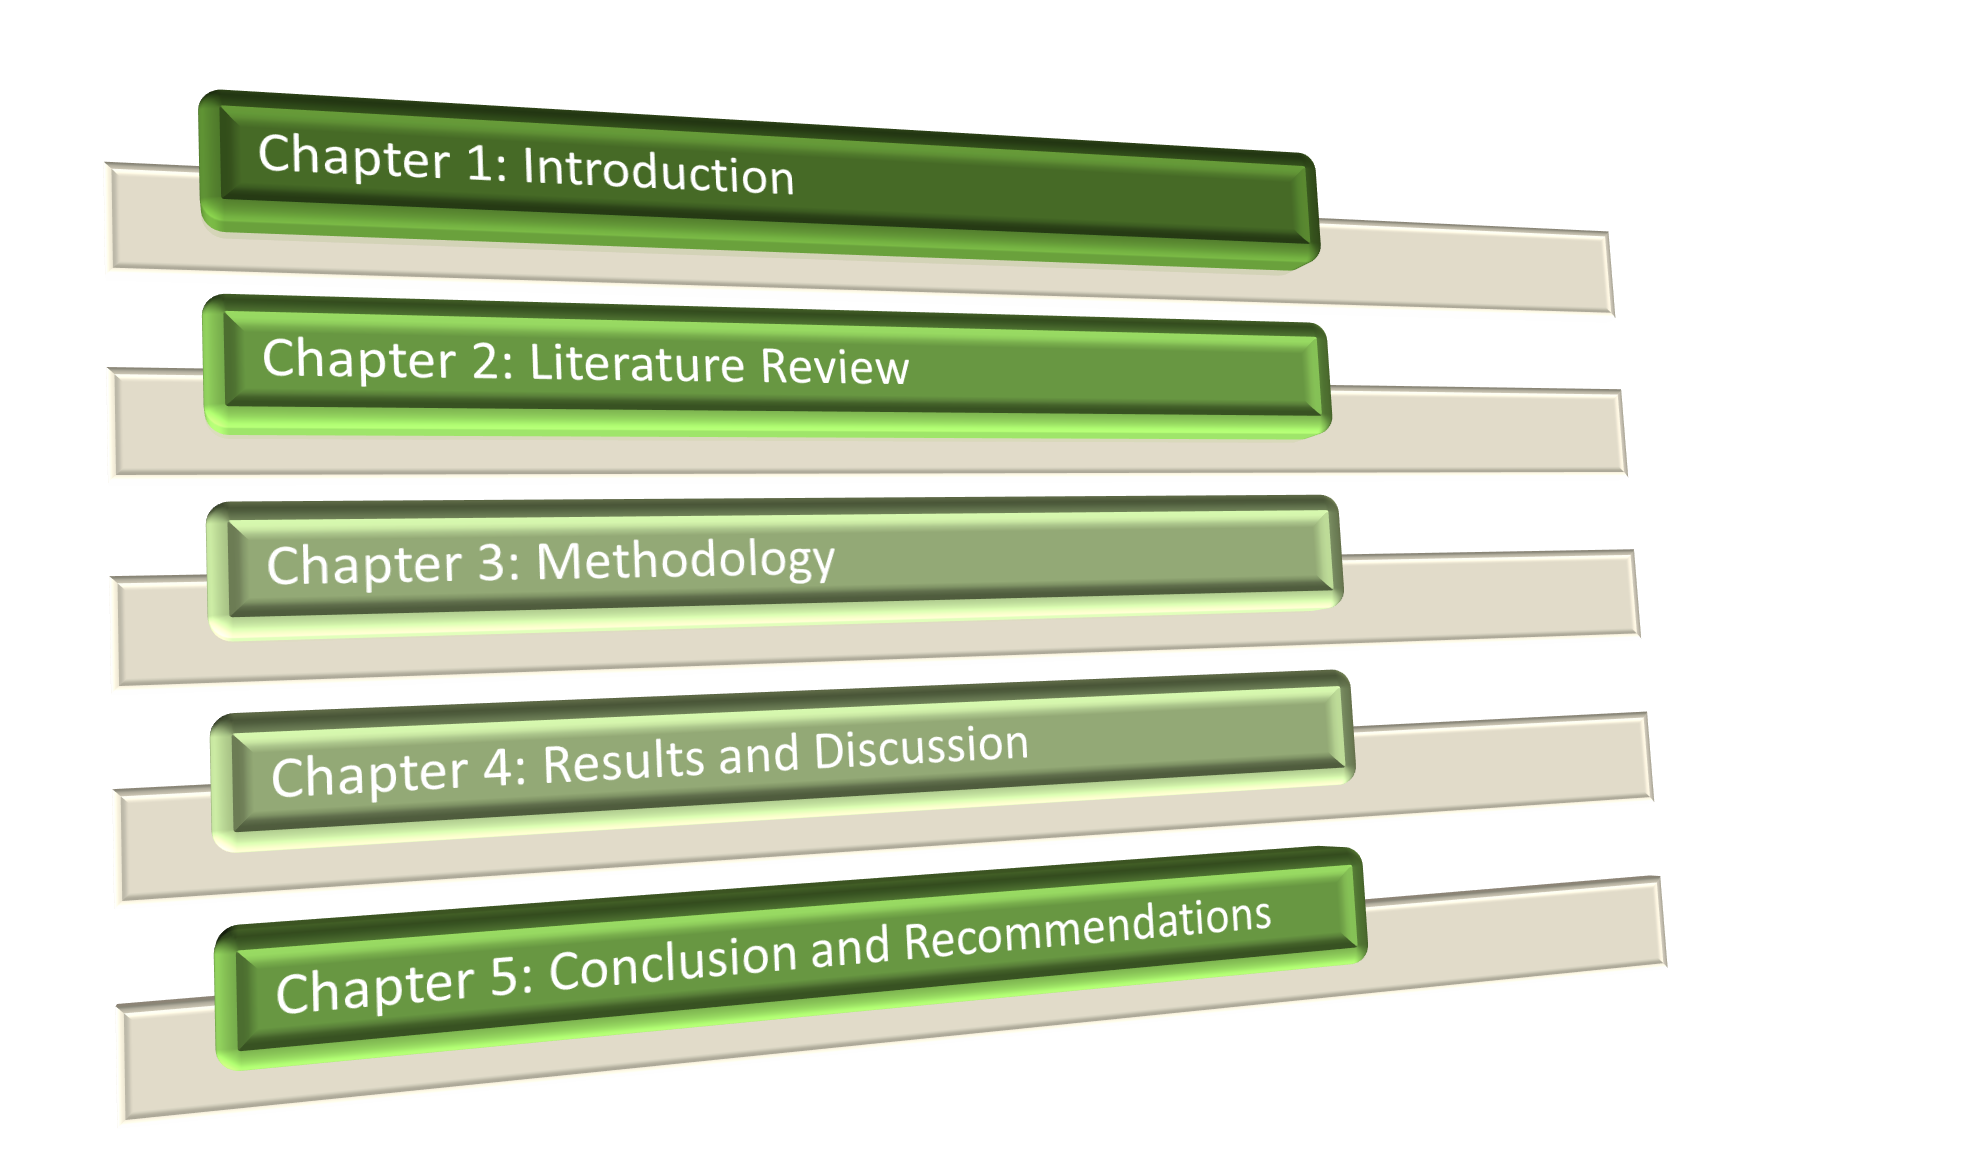 Chapter 1: Introduction
Chapter 2: Literature Review
Chapter 3: Methodology
Chapter 4: Results and Discussion
Chapter 5: Conclusion and Recommendations